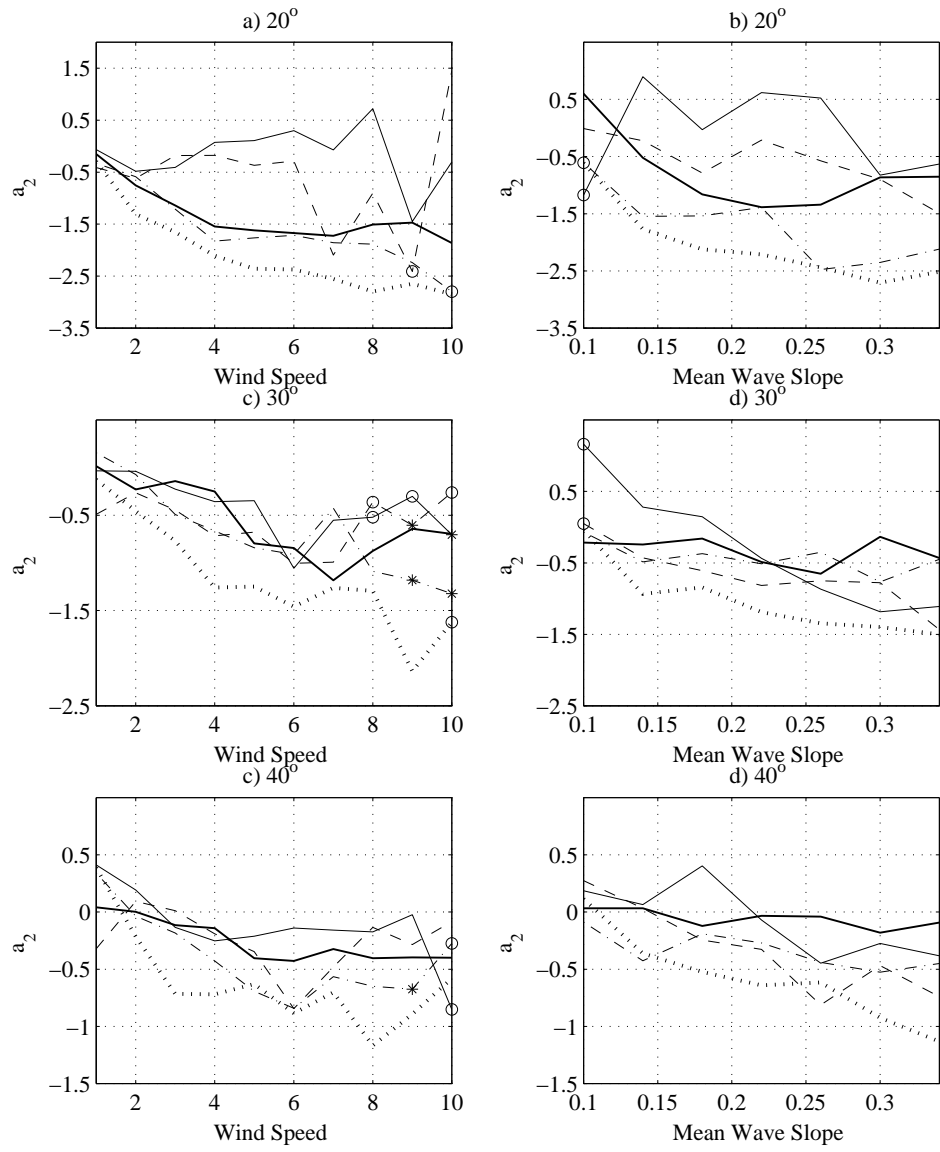 a) 20°
1.5
0.5
−0.5
−1.5
−2.5
−3.5
a2
2 4 6 8 10
Wind Speed
b) 20°
0.5
−0.5
−1.5
−2.5
−3.5
a2
0.1 0.15 0.2 0.25 0.3
Mean Wave Slope
c) 30°
−0.5
−1.5
−2.5
a2
2 4 6 8 10
Wind Speed
d) 30°
0.5
−0.5
−1.5
−2.5
a2
0.1 0.15 0.2 0.25 0.3
Mean Wave Slope
c) 40°
0.5
0
−0.5
−1
−1.5
a2
2 4 6 8 10
Wind Speed
d) 40°
0.5
0
−0.5
−1
−1.5
a2
0.1 0.15 0.2 0.25 0.3
Mean Wave Slope